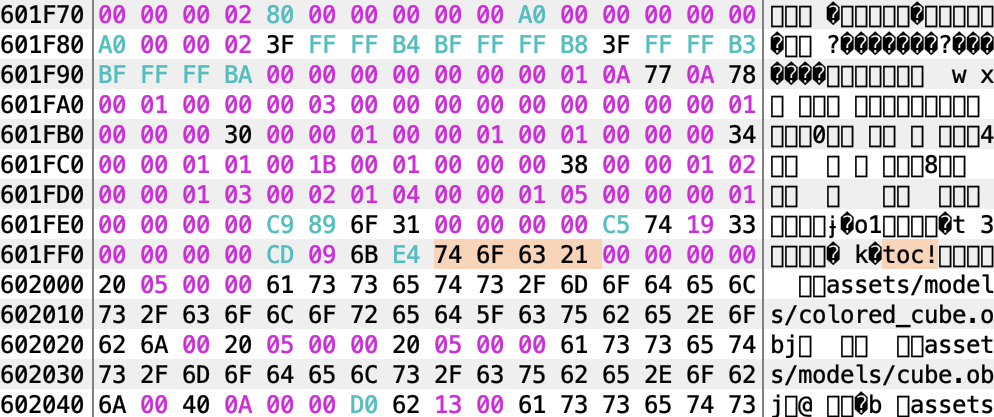 601F70 00 00 00 02 80 00 00 00 00 00 A0 00 00 00 00 00 ▯▯▯ �▯▯▯▯▯�▯▯▯▯▯
601F80 A0 00 00 02 3F FF FF B4 BF FF FF B8 3F FF FF B3 �▯▯ ?�������?���
601F90 BF FF FF BA 00 00 00 00 00 00 00 01 0A 77 0A 78 ����▯▯▯▯▯▯▯ w x
601FA0 00 01 00 00 00 03 00 00 00 00 00 00 00 00 00 01 ▯ ▯▯▯ ▯▯▯▯▯▯▯▯▯
601FB0 00 00 00 30 00 00 01 00 00 01 00 01 00 00 00 34 ▯▯▯0▯▯ ▯▯ ▯ ▯▯▯4
601FC0 00 00 01 01 00 1B 00 01 00 00 00 38 00 00 01 02 ▯▯ ▯ ▯ ▯▯▯8▯▯
601FD0 00 00 01 03 00 02 01 04 00 00 01 05 00 00 00 01 ▯▯ ▯ ▯▯ ▯▯▯
601FE0 00 00 00 00 C9 89 6F 31 00 00 00 00 C5 74 19 33 ▯▯▯▯ɉo1▯▯▯▯�t 3
601FF0 00 00 00 00 CD 09 6B E4 74 6F 63 21 00 00 00 00 ▯▯▯▯� k�toc!▯▯▯▯
602000 20 05 00 00 61 73 73 65 74 73 2F 6D 6F 64 65 6C ▯▯assets/model
602010 73 2F 63 6F 6C 6F 72 65 64 5F 63 75 62 65 2E 6F s/colored_cube.o
602020 62 6A 00 20 05 00 00 20 05 00 00 61 73 73 65 74 bj▯ ▯▯ ▯▯asset
602030 73 2F 6D 6F 64 65 6C 73 2F 63 75 62 65 2E 6F 62 s/models/cube.ob
602040 6A 00 40 0A 00 00 D0 62 13 00 61 73 73 65 74 73 j▯@ ▯▯�b ▯assets